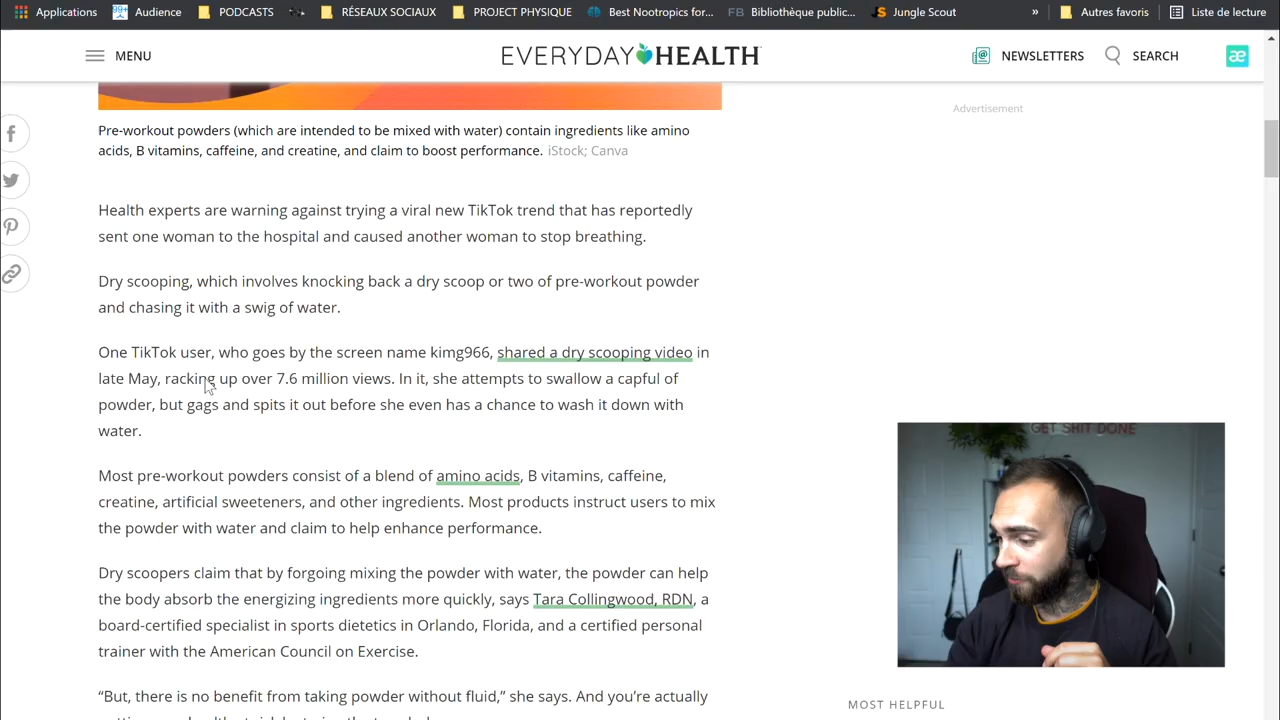 Applications
99+ Audience
PODCASTS
RÉSEAUX SOCIAUX
PROJECT PHYSIQUE
Best Nootropics for...
FB Bibliothèque public...
JS Jungle Scout
»
Autres favoris
Liste de lecture
MENU
EVERYDAY HEALTH
NEWSLETTERS
SEARCH
æ
Advertisement
Pre-workout powders (which are intended to be mixed with water) contain ingredients like amino
acids, B vitamins, caffeine, and creatine, and claim to boost performance. iStock; Canva
Health experts are warning against trying a viral new TikTok trend that has reportedly
sent one woman to the hospital and caused another woman to stop breathing.
Dry scooping, which involves knocking back a dry scoop or two of pre-workout powder
and chasing it with a swig of water.
One TikTok user, who goes by the screen name kimg966, shared a dry scooping video in
late May, racking up over 7.6 million views. In it, she attempts to swallow a capful of
powder, but gags and spits it out before she even has a chance to wash it down with
water.
Most pre-workout powders consist of a blend of amino acids, B vitamins, caffeine,
creatine, artificial sweeteners, and other ingredients. Most products instruct users to mix
the powder with water and claim to help enhance performance.
Dry scoopers claim that by forgoing mixing the powder with water, the powder can help
the body absorb the energizing ingredients more quickly, says Tara Collingwood, RDN, a
board-certified specialist in sports dietetics in Orlando, Florida, and a certified personal
trainer with the American Council on Exercise.
“But, there is no benefit from taking powder without fluid,” she says. And you’re actually
GET SHIT DONE
MOST HELPFUL